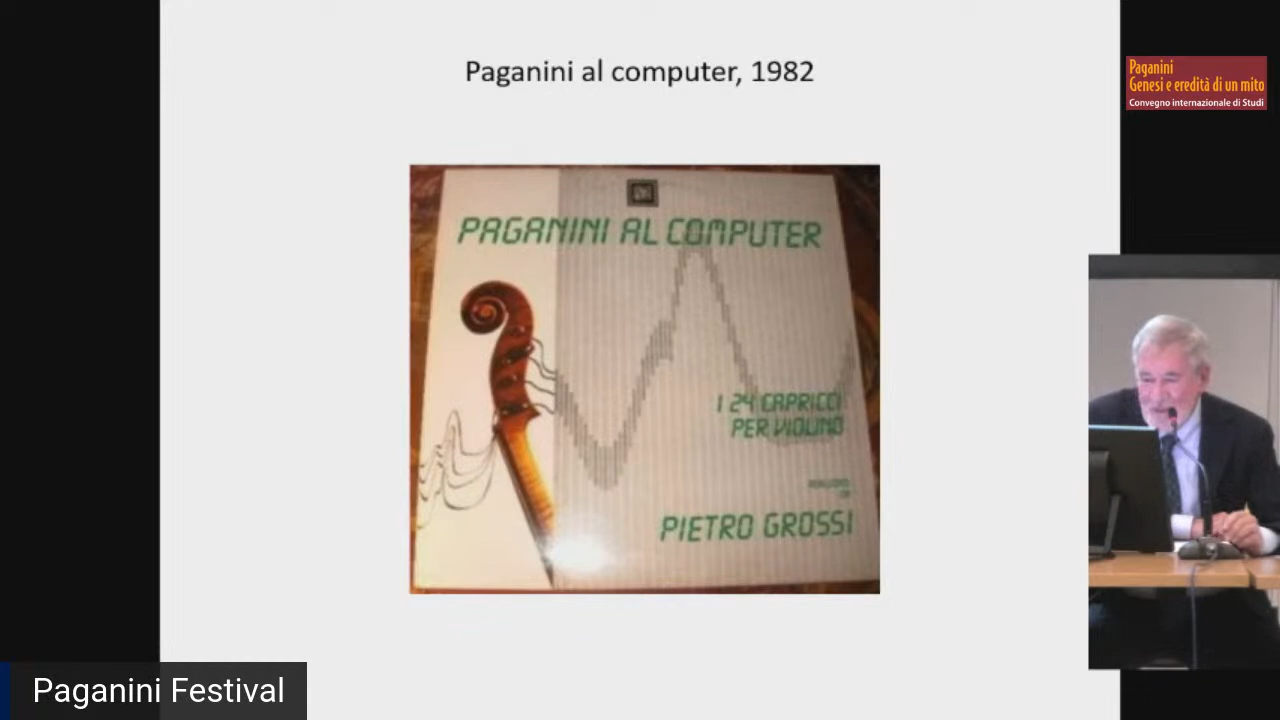 Paganini al computer, 1982
Paganini
Genesi e eredità di un mito
Convegno internazionale di Studi
PAGANINI AL COMPUTER
I 24 CAPRICCI
PER VIOLINO
PIETRO GROSSI
Paganini Festival